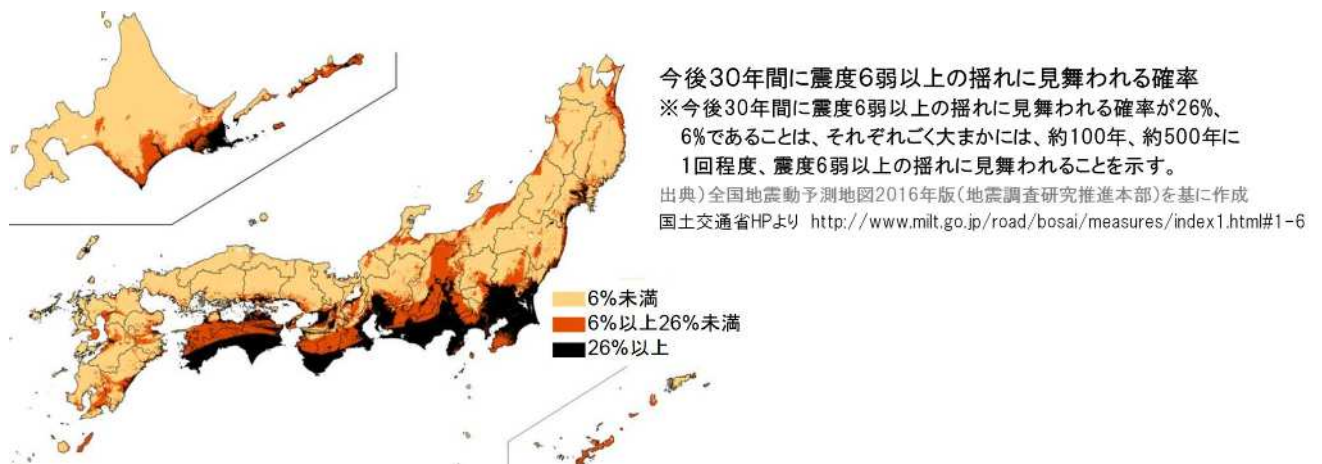 今後30年間に震度6弱以上の揺れに見舞われる確率
※今後30年間に震度6弱以上の揺れに見舞われる確率が26%、
6%であることは、それぞれごく大まかには、約100年、約500年に
1回程度、震度6弱以上の揺れに見舞われることを示す。
出典)全国地震動予測地図2016年版(地震調査研究推進本部)を基に作成
国土交通省HPより http://www.milt.go.jp/road/bosai/measures/index1.html#1-6
6%未満
6%以上26%未満
26%以上